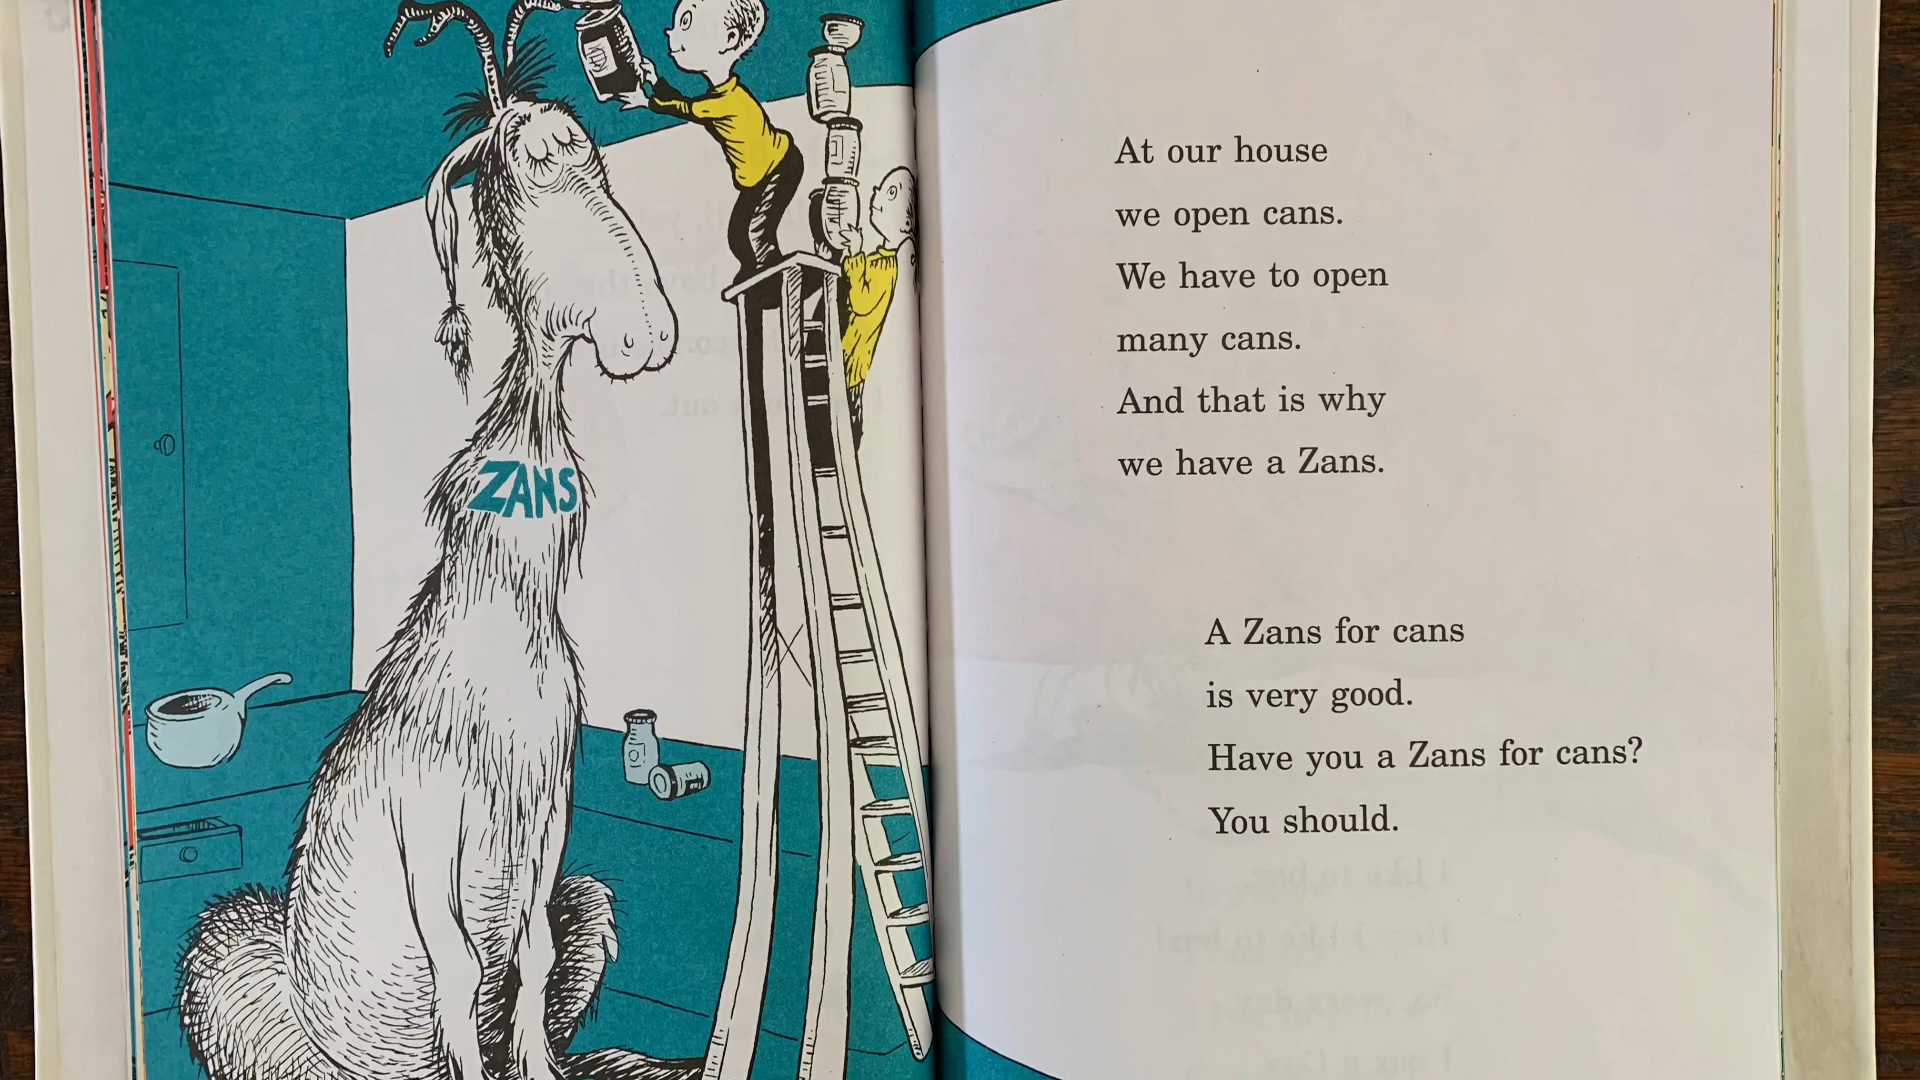 ZANS
At our house
we open cans.
We have to open
many cans.
And that is why
we have a Zans.
A Zans for cans
is very good.
Have you a Zans for cans?
You should.